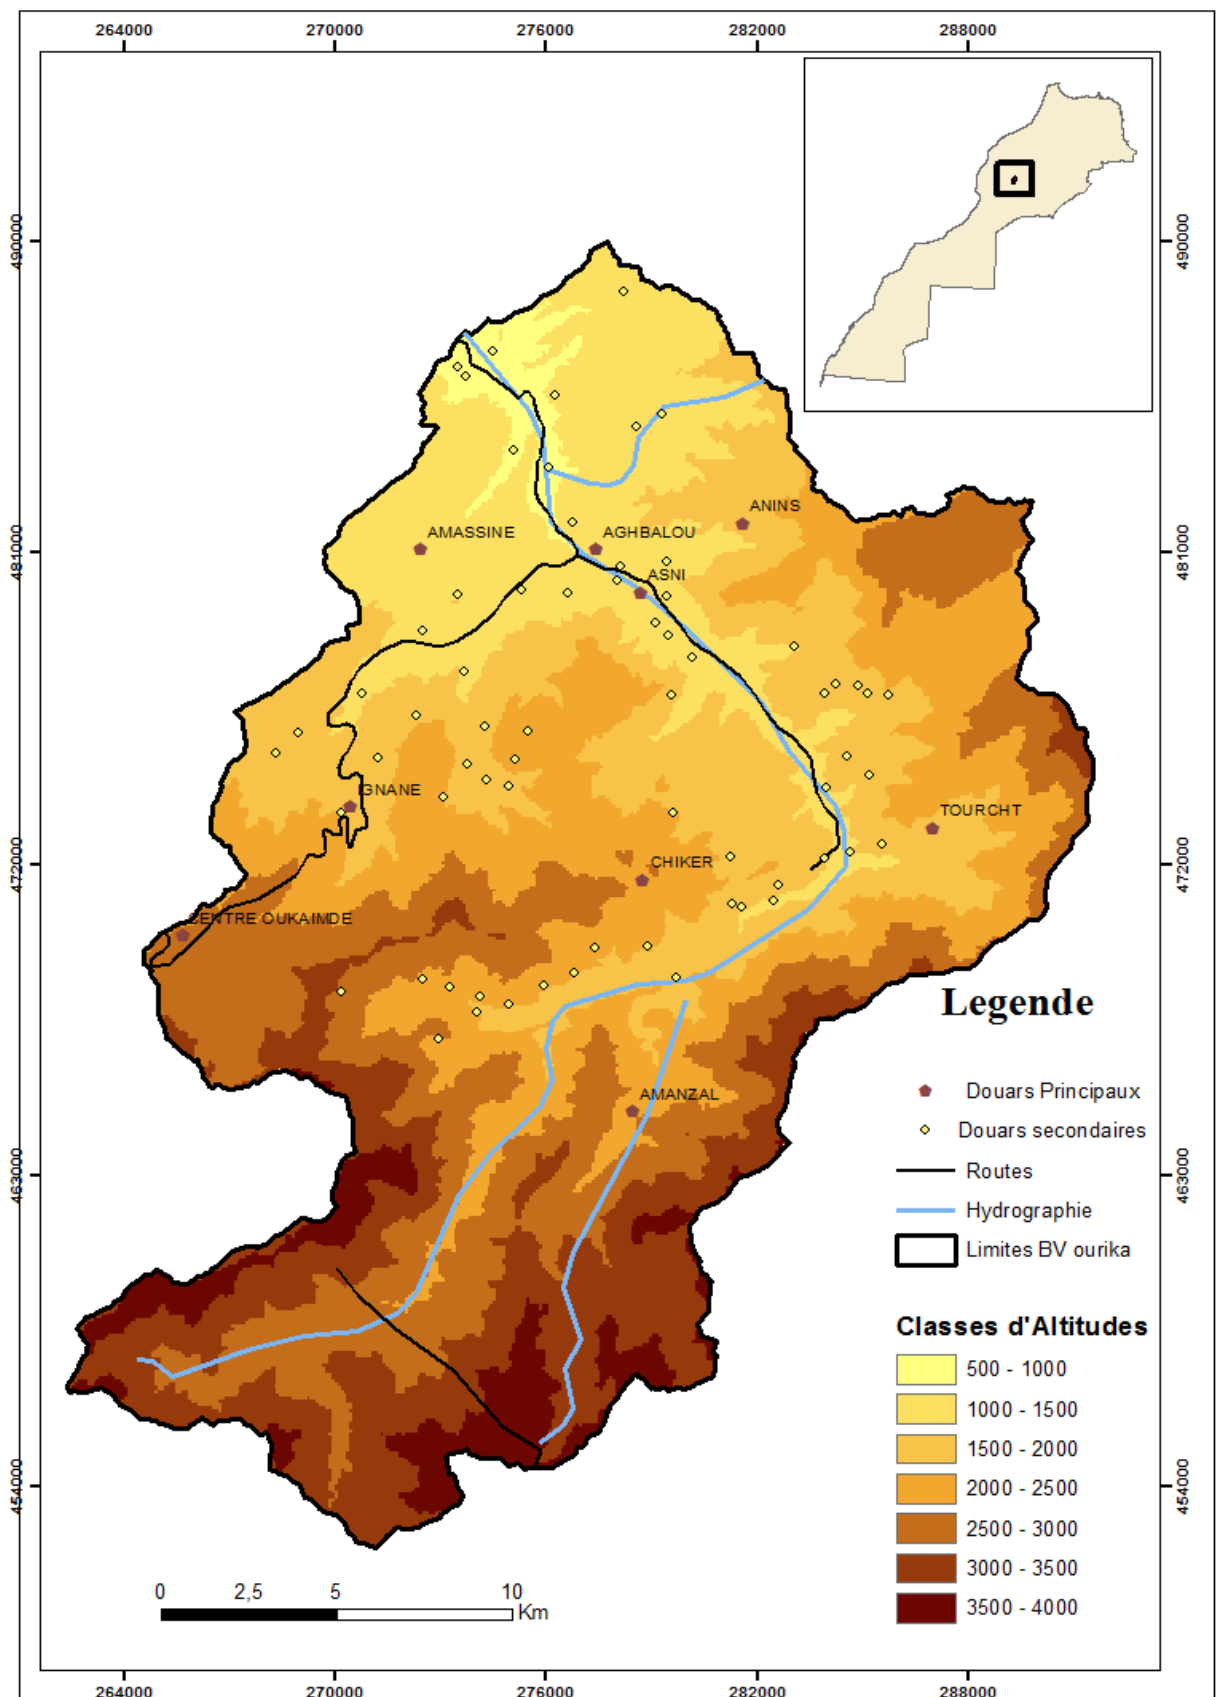 264000 270000 276000 282000 288000
490000 490000
ANINS
AMASSINE AGHBALOU
481000 481000
ASNI
IGNANE
TOURCHT
CHIKER
472000 472000
CENTRE OUKAIMDE
Legende
Douars Principaux
AMANZAL
Douars secondaires
Routes
463000 463000
Hydrographie
Limites BV ourika
Classes d'Altitudes
500 - 1000
1000 - 1500
1500 - 2000
454000 454000
2000 - 2500
2500 - 3000
3000 - 3500
0 2,5 5 10
Km
3500 - 4000
264000 270000 276000 282000 288000